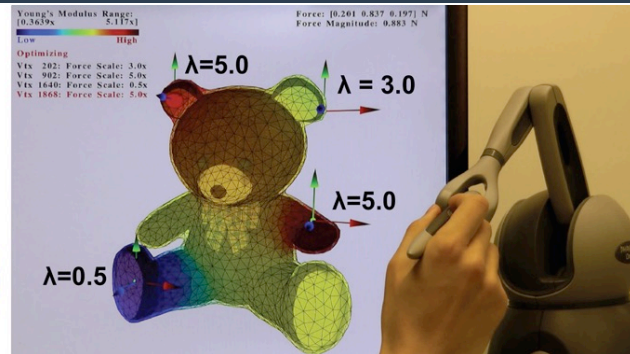 Young's Modulus Range:
[0.3639x 5.117x]
Low High
Optimizing
Vtx 202: Force Scale: 3.0x
Vtx 902: Force Scale: 5.0x
Vtx 1640: Force Scale: 0.5x
Vtx 1868: Force Scale: 5.0x
Force: [0.201 0.837 0.197] N
Force Magnitude: 0.883 N
λ=5.0
λ = 3.0
λ=5.0
λ=0.5